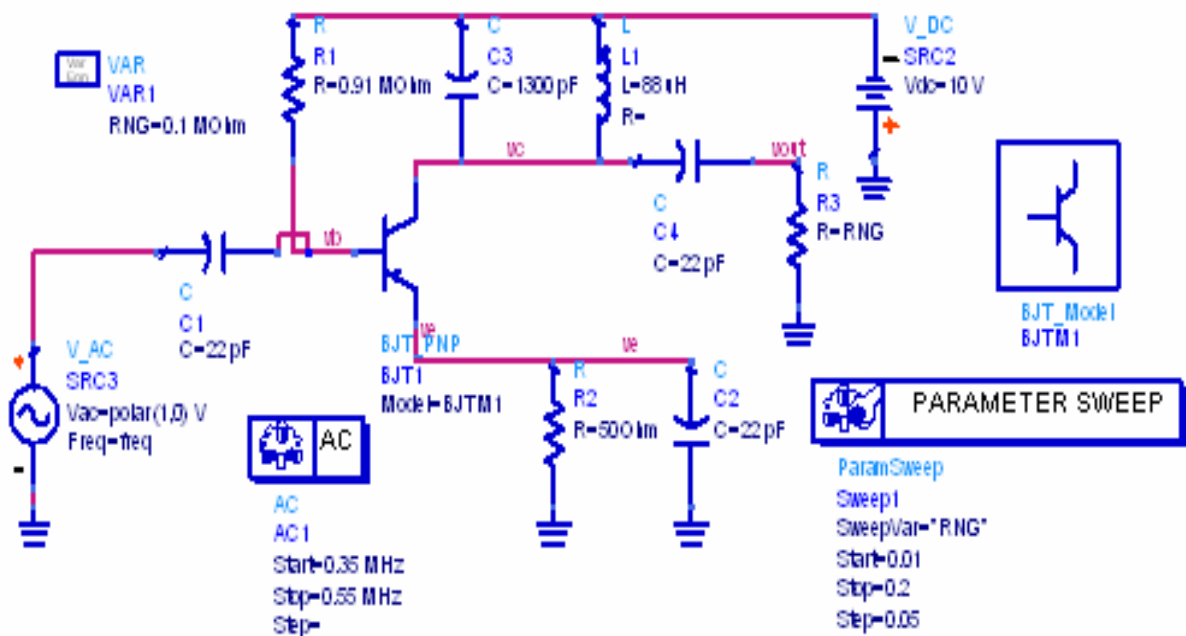 Var
Eqn
VAR
VAR1
RNG=0.1 MOhm
R
R1
R=0.91 MOhm
C
C3
C=1300 pF
L
L1
L=88 uH
R=
V_DC
SRC2
Vdc=10 V
-
+
vc
vout
C
C4
C=22 pF
R
R3
R=RNG
vb
C
C1
C=22 pF
BJT_Model
BJTM1
ve
BJT_PNP
BJT1
Model=BJTM1
ve
R
R2
R=50 Ohm
C
C2
C=22 pF
+
V_AC
SRC3
Vac=polar(1,0) V
Freq=freq
-
AC
AC
AC1
Start=0.35 MHz
Stop=0.55 MHz
Step=
PARAMETER SWEEP
ParamSweep
Sweep1
SweepVar="RNG"
Start=0.01
Stop=0.2
Step=0.05